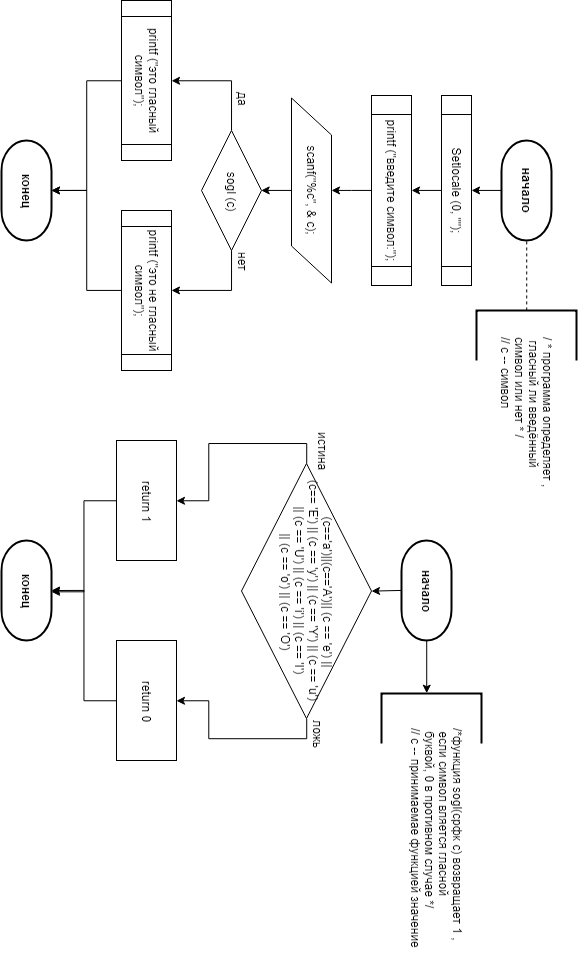 начало
/ * программа определяет ,
гласный ли введённый
символ или нет * /
// с -- символ
Setlocale (0, "");
printf ("введите символ:");
scanf("%c", & c);
sogl (c)
да
нет
printf ("это гласный
символ");
printf ("это не гласный
символ");
конец
начало
/*функция sogl(срфк с) возвращает 1 ,
если символ вляется гласной
буквой, 0 в противном случае */
// с -- принимаемае функцией значение
(c=='a')||(c=='A')|| (c == 'e') ||
(c== 'E') || (c == 'y') || (c == 'Y') || (c == 'u')
|| (c == 'U') || (c == 'i') || (c == 'I')
|| (c == 'o') || (c == 'O')
истина
ложь
return 1
return 0
конец